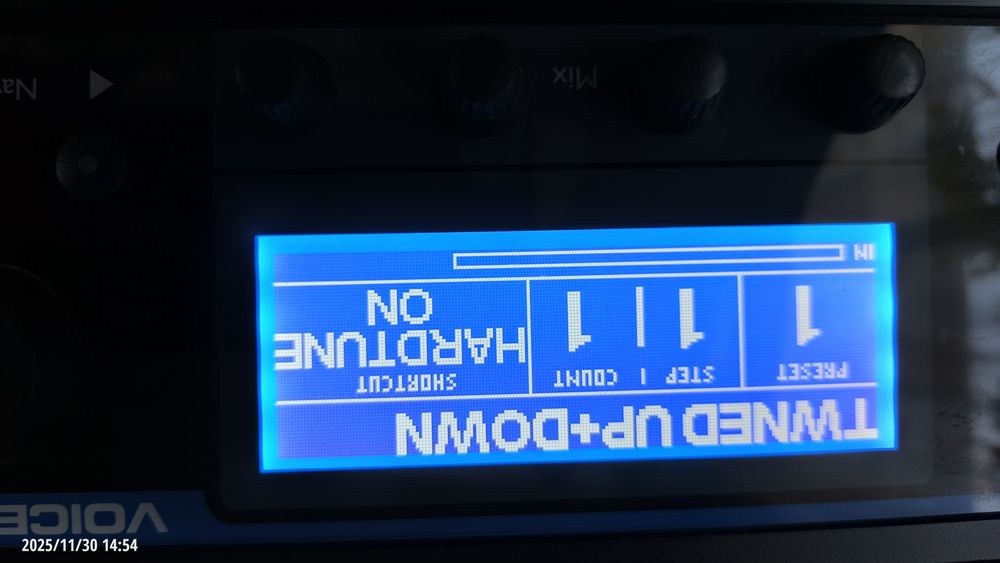 VOICE
TWNED UP+DOWN
PRESET
1
STEP | COUNT
1 | 1
SHORTCUT
HARDTUNE
ON
IN
Mix
2025/11/30 14:54